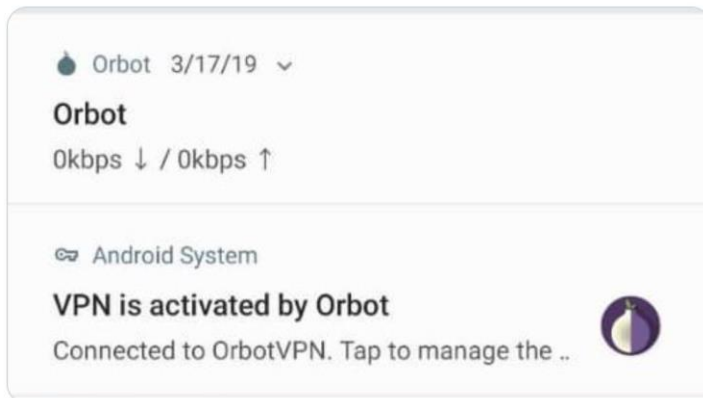 Orbot 3/17/19
Orbot
0kbps ↓ / 0kbps ↑
Android System
VPN is activated by Orbot
Connected to OrbotVPN. Tap to manage the ..